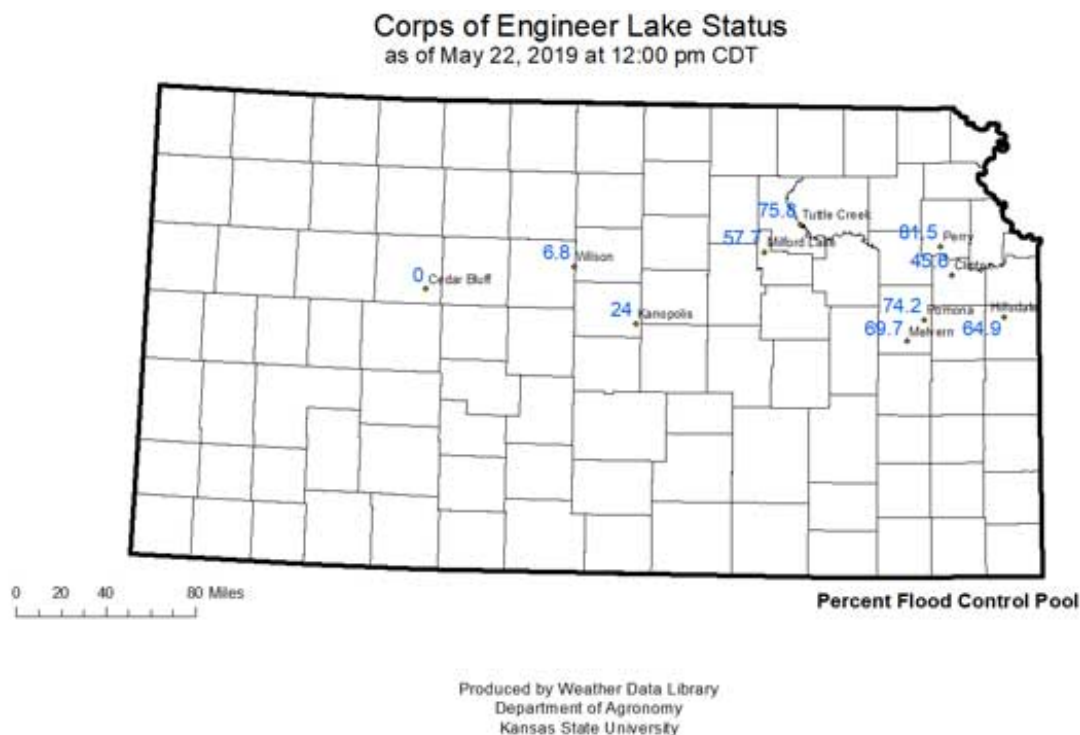 Corps of Engineer Lake Status
as of May 22, 2019 at 12:00 pm CDT
75.8 Tuttle Creek
57.7 Milford Lake
81.5 Perry
Clinton
6.8 Wilson
0 Cedar Bluff
24 Kanopolis
74.2 Pomona
Hillsdale
69.7 Melvern
64.9
0 20 40 80 Miles
Percent Flood Control Pool
Produced by Weather Data Library
Department of Agronomy
Kansas State University